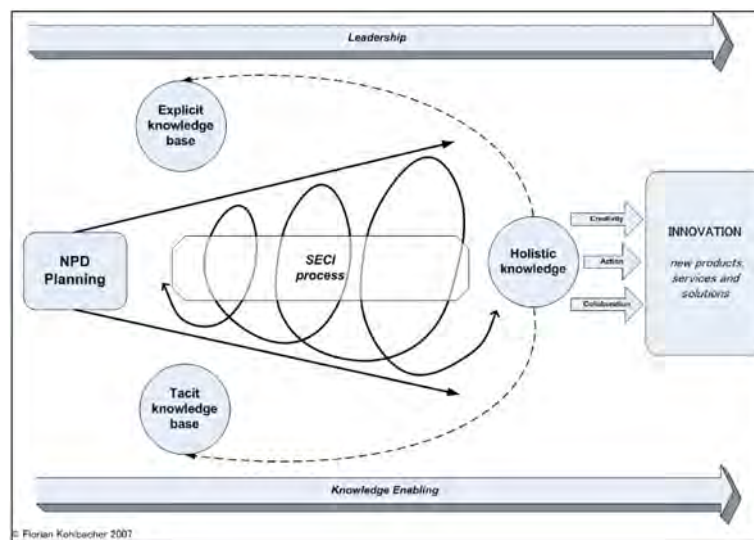 Leadership
Explicit
knowledge
base
NPD
Planning
SECI
process
Holistic
knowledge
Creativity
Action
Collaboration
INNOVATION
new products,
services and
solutions
Tacit
knowledge
base
Knowledge Enabling
© Florian Kohlbacher 2007